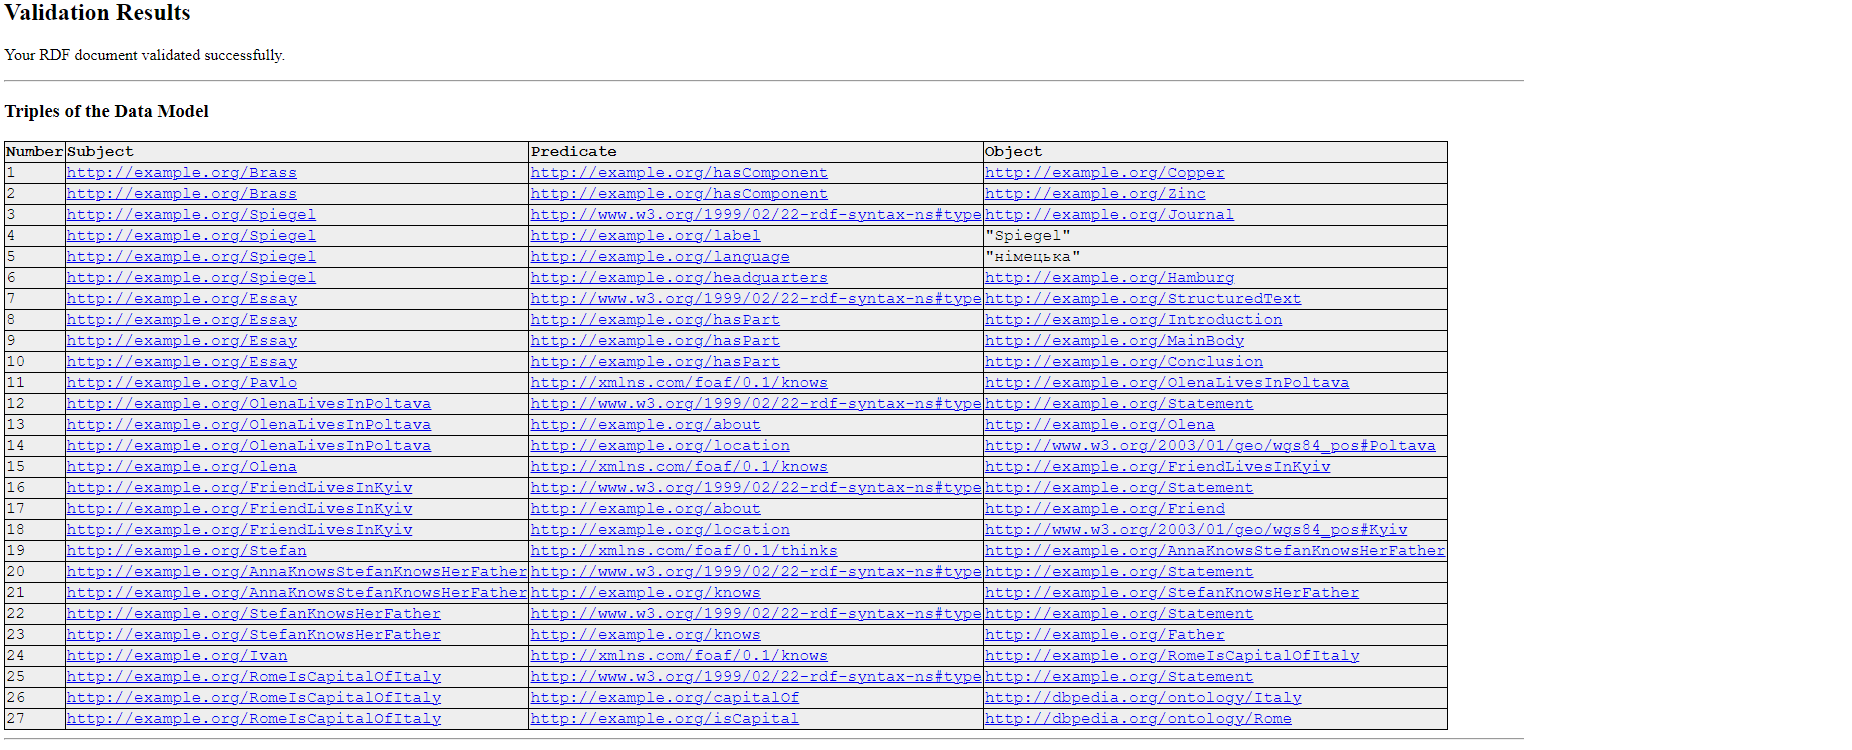 Validation Results
Your RDF document validated successfully.
Triples of the Data Model
Number Subject Predicate Object
1 http://example.org/Brass http://example.org/hasComponent http://example.org/Copper
2 http://example.org/Brass http://example.org/hasComponent http://example.org/Zinc
3 http://example.org/Spiegel http://www.w3.org/1999/02/22-rdf-syntax-ns#type http://example.org/Journal
4 http://example.org/Spiegel http://example.org/label "Spiegel"
5 http://example.org/Spiegel http://example.org/language "німецька"
6 http://example.org/Spiegel http://example.org/headquarters http://example.org/Hamburg
7 http://example.org/Essay http://www.w3.org/1999/02/22-rdf-syntax-ns#type http://example.org/StructuredText
8 http://example.org/Essay http://example.org/hasPart http://example.org/Introduction
9 http://example.org/Essay http://example.org/hasPart http://example.org/MainBody
10 http://example.org/Essay http://example.org/hasPart http://example.org/Conclusion
11 http://example.org/Pavlo http://xmlns.com/foaf/0.1/knows http://example.org/OlenaLivesInPoltava
12 http://example.org/OlenaLivesInPoltava http://www.w3.org/1999/02/22-rdf-syntax-ns#type http://example.org/Statement
13 http://example.org/OlenaLivesInPoltava http://example.org/about http://example.org/Olena
14 http://example.org/OlenaLivesInPoltava http://example.org/location http://www.w3.org/2003/01/geo/wgs84_pos#Poltava
15 http://example.org/Olena http://xmlns.com/foaf/0.1/knows http://example.org/FriendLivesInKyiv
16 http://example.org/FriendLivesInKyiv http://www.w3.org/1999/02/22-rdf-syntax-ns#type http://example.org/Statement
17 http://example.org/FriendLivesInKyiv http://example.org/about http://example.org/Friend
18 http://example.org/FriendLivesInKyiv http://example.org/location http://www.w3.org/2003/01/geo/wgs84_pos#Kyiv
19 http://example.org/Stefan http://xmlns.com/foaf/0.1/thinks http://example.org/AnnaKnowsStefanKnowsHerFather
20 http://example.org/AnnaKnowsStefanKnowsHerFather http://www.w3.org/1999/02/22-rdf-syntax-ns#type http://example.org/Statement
21 http://example.org/AnnaKnowsStefanKnowsHerFather http://example.org/knows http://example.org/StefanKnowsHerFather
22 http://example.org/StefanKnowsHerFather http://www.w3.org/1999/02/22-rdf-syntax-ns#type http://example.org/Statement
23 http://example.org/StefanKnowsHerFather http://example.org/knows http://example.org/Father
24 http://example.org/Ivan http://xmlns.com/foaf/0.1/knows http://example.org/RomeIsCapitalOfItaly
25 http://example.org/RomeIsCapitalOfItaly http://www.w3.org/1999/02/22-rdf-syntax-ns#type http://example.org/Statement
26 http://example.org/RomeIsCapitalOfItaly http://example.org/capitalOf http://dbpedia.org/ontology/Italy
27 http://example.org/RomeIsCapitalOfItaly http://example.org/isCapital http://dbpedia.org/ontology/Rome